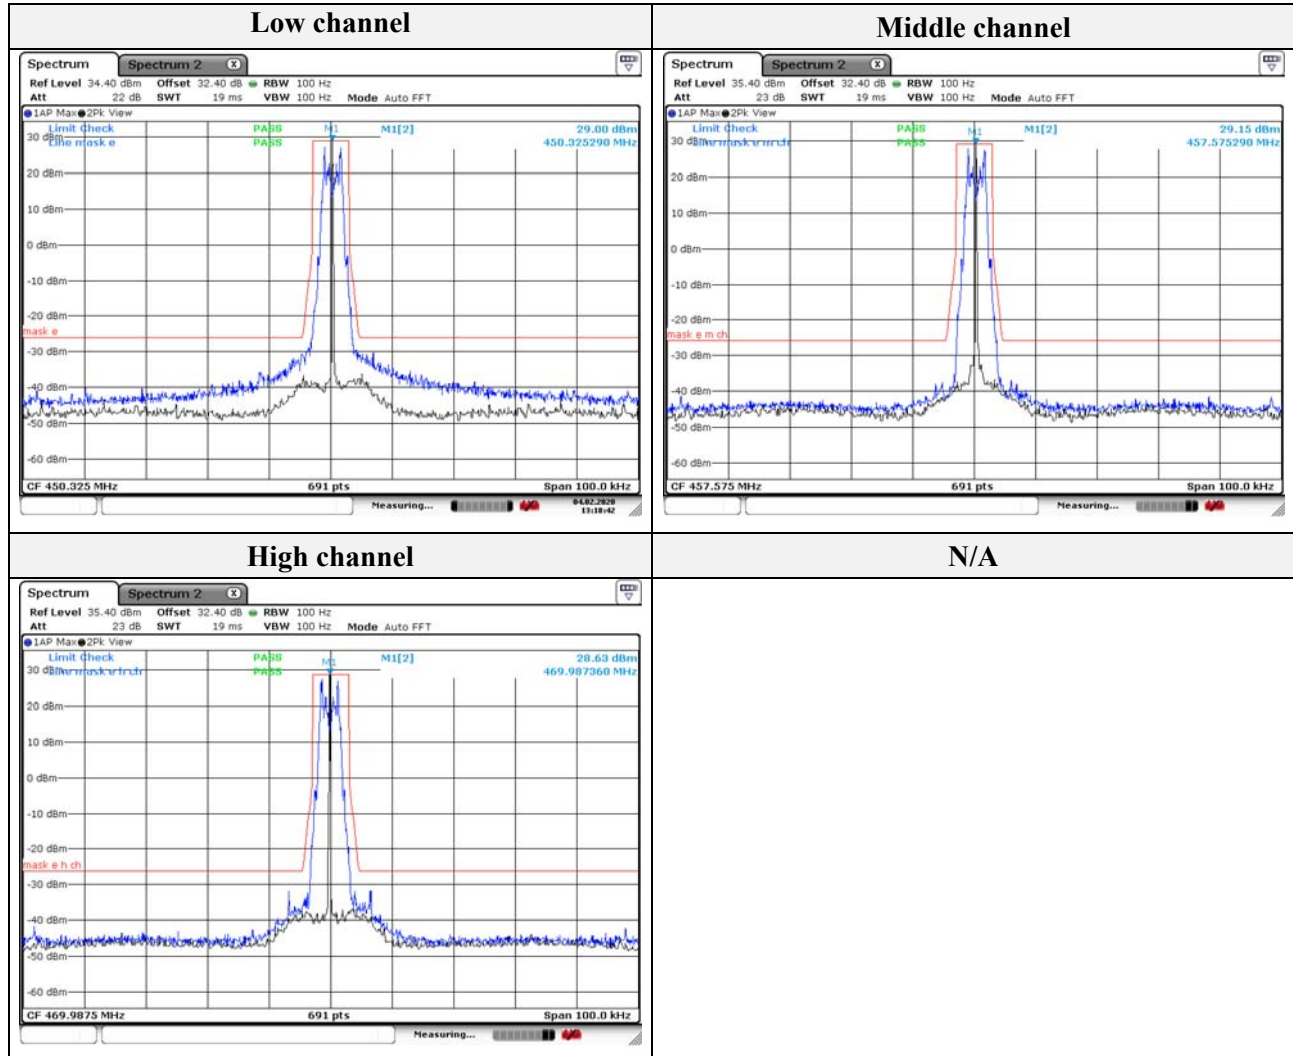 Low channel
Middle channel
Spectrum Spectrum 2 X
Ref Level 34.40 dBm Offset 32.40 dB RBW 100 Hz
Att 22 dB SWT 19 ms VBW 100 Hz Mode Auto FFT
1AP Max 2Pk View
Limit Check PASS M1 M1[2] 29.00 dBm
30 dBm Line mask e PASS 450.325290 MHz
20 dBm
10 dBm
0 dBm
-10 dBm
-20 dBm
mask e
-30 dBm
-40 dBm
-50 dBm
-60 dBm
CF 450.325 MHz 691 pts Span 100.0 kHz
Measuring... 04.02.2020
13:18:42
Spectrum Spectrum 2 X
Ref Level 35.40 dBm Offset 32.40 dB RBW 100 Hz
Att 23 dB SWT 19 ms VBW 100 Hz Mode Auto FFT
1AP Max 2Pk View
Limit Check PASS M1 M1[2] 29.15 dBm
30 dBm PASS 457.575290 MHz
20 dBm
10 dBm
0 dBm
-10 dBm
-20 dBm
mask e m ch
-30 dBm
-40 dBm
-50 dBm
-60 dBm
CF 457.575 MHz 691 pts Span 100.0 kHz
Measuring...
High channel
N/A
Spectrum Spectrum 2 X
Ref Level 35.40 dBm Offset 32.40 dB RBW 100 Hz
Att 23 dB SWT 19 ms VBW 100 Hz Mode Auto FFT
1AP Max 2Pk View
Limit Check PASS M1 M1[2] 28.63 dBm
30 dBm PASS 469.987360 MHz
20 dBm
10 dBm
0 dBm
-10 dBm
-20 dBm
mask e h ch
-30 dBm
-40 dBm
-50 dBm
-60 dBm
CF 469.9875 MHz 691 pts Span 100.0 kHz
Measuring...